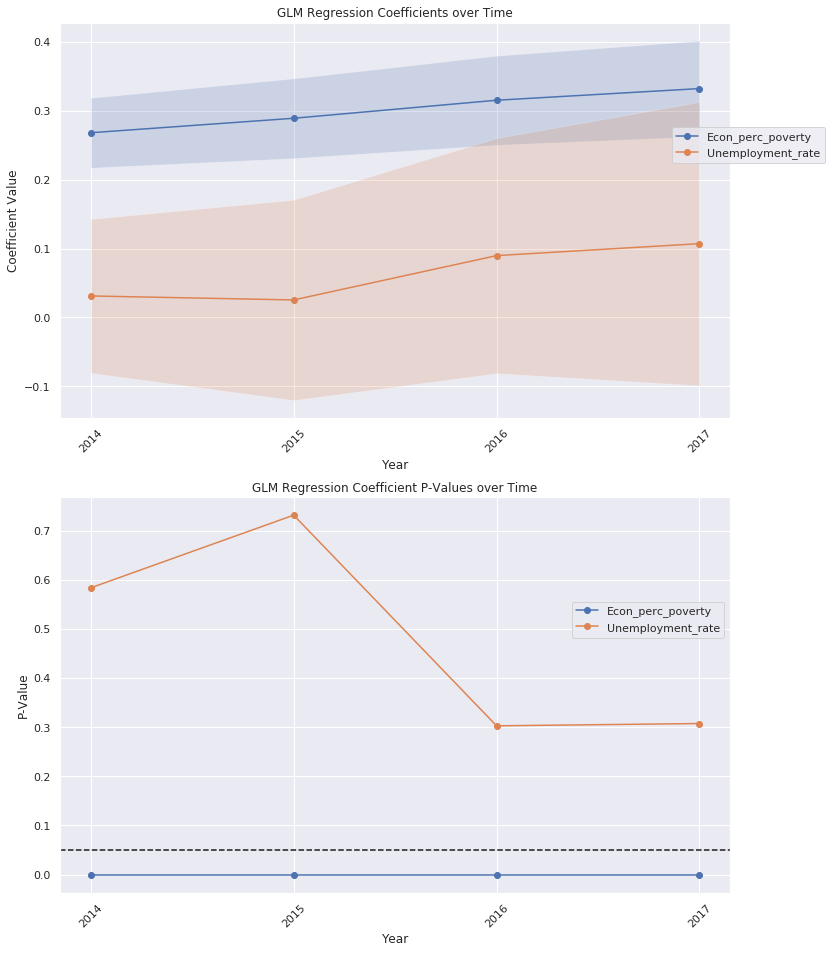 GLM Regression Coefficients over Time
0.4
0.3
0.2
0.1
0.0
−0.1
Coefficient Value
Econ_perc_poverty
Unemployment_rate
2014
2015
2016
2017
Year
GLM Regression Coefficient P-Values over Time
0.7
0.6
0.5
0.4
0.3
0.2
0.1
0.0
P-Value
Econ_perc_poverty
Unemployment_rate
2014
2015
2016
2017
Year